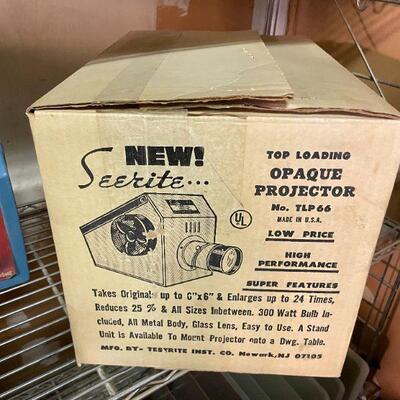 NEW!
Seerite...
TOP LOADING
OPAQUE
PROJECTOR
No. TLP66
MADE IN U.S.A.
LOW PRICE
HIGH
PERFORMANCE
SUPER FEATURES
UL
Takes Originals up to 6"x6" & Enlarges up to 24 Times,
Reduces 25 % & All Sizes Inbetween. 300 Watt Bulb In-
cluded, All Metal Body, Glass Lens, Easy to Use. A Stand
Unit is Available To Mount Projector onto a Dwg. Table.
MFG. BY- TESTRITE INST. CO. Newark, NJ 07105